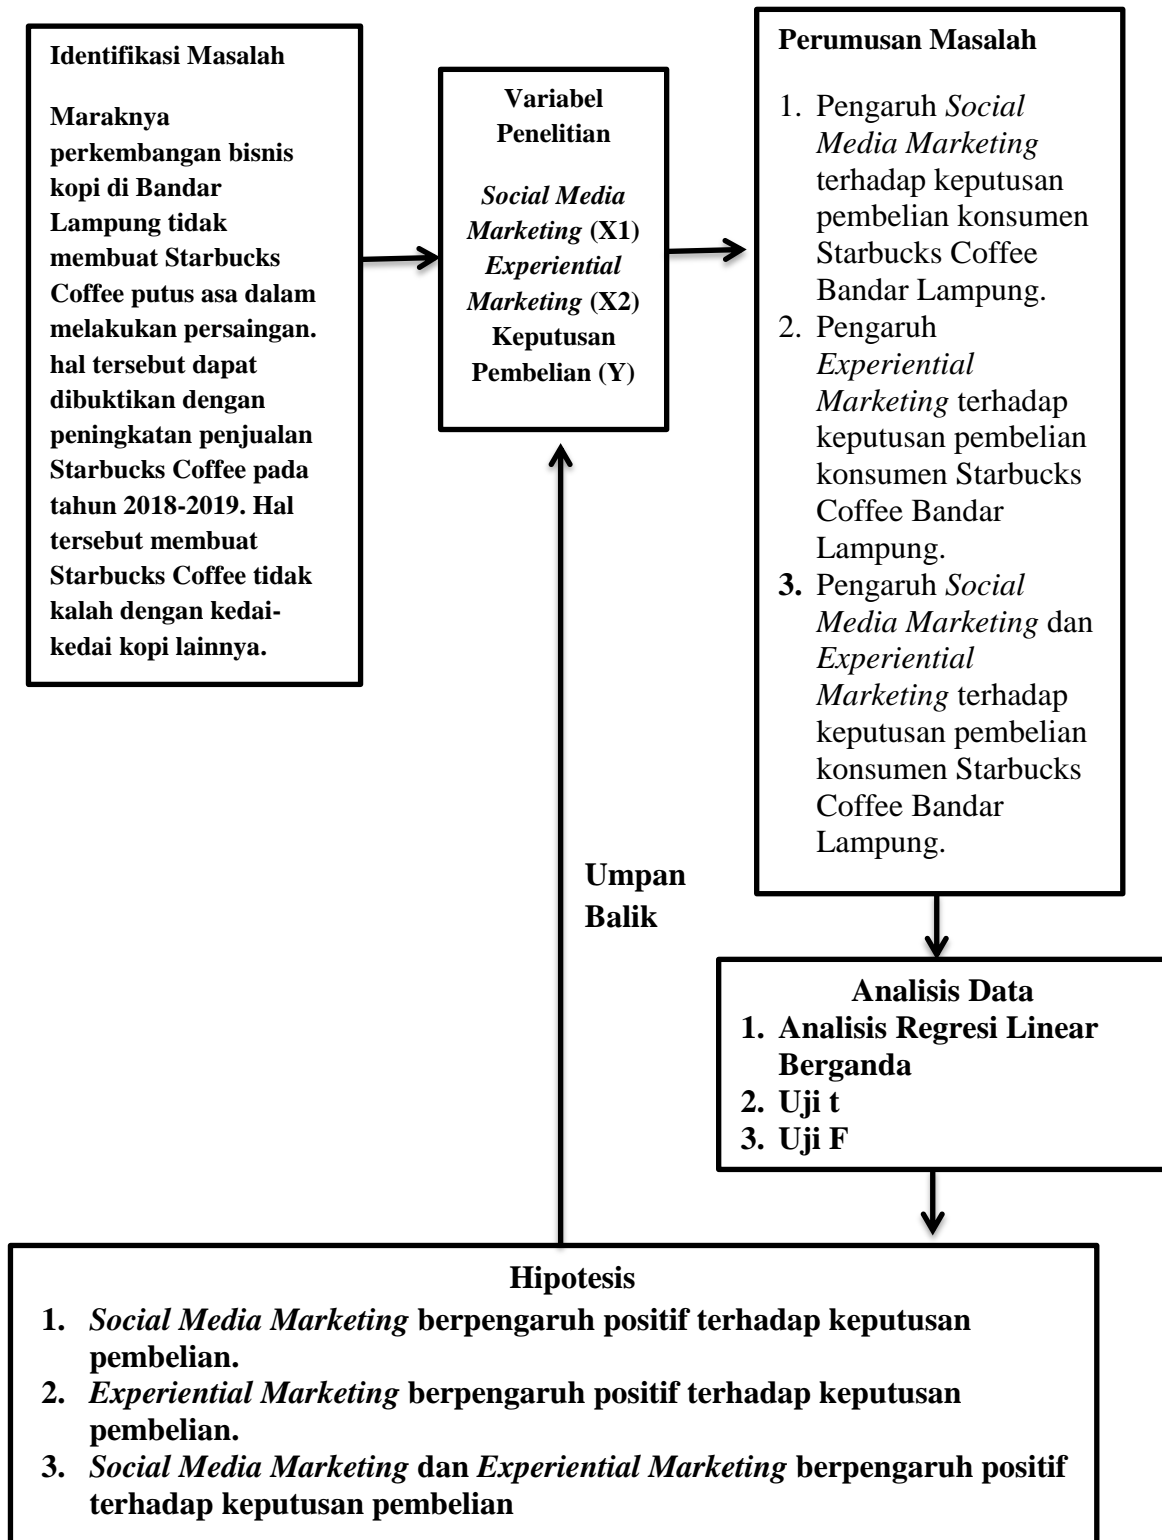 Identifikasi Masalah
Maraknya
perkembangan bisnis
kopi di Bandar
Lampung tidak
membuat Starbucks
Coffee putus asa dalam
melakukan persaingan.
hal tersebut dapat
dibuktikan dengan
peningkatan penjualan
Starbucks Coffee pada
tahun 2018-2019. Hal
tersebut membuat
Starbucks Coffee tidak
kalah dengan kedai-
kedai kopi lainnya.
Variabel
Penelitian
Social Media
Marketing (X1)
Experiential
Marketing (X2)
Keputusan
Pembelian (Y)
Perumusan Masalah
1. Pengaruh Social
Media Marketing
terhadap keputusan
pembelian konsumen
Starbucks Coffee
Bandar Lampung.
2. Pengaruh
Experiential
Marketing terhadap
keputusan pembelian
konsumen Starbucks
Coffee Bandar
Lampung.
3. Pengaruh Social
Media Marketing dan
Experiential
Marketing terhadap
keputusan pembelian
konsumen Starbucks
Coffee Bandar
Lampung.
Umpan
Balik
Analisis Data
1. Analisis Regresi Linear
Berganda
2. Uji t
3. Uji F
Hipotesis
1. Social Media Marketing berpengaruh positif terhadap keputusan
pembelian.
2. Experiential Marketing berpengaruh positif terhadap keputusan
pembelian.
3. Social Media Marketing dan Experiential Marketing berpengaruh positif
terhadap keputusan pembelian